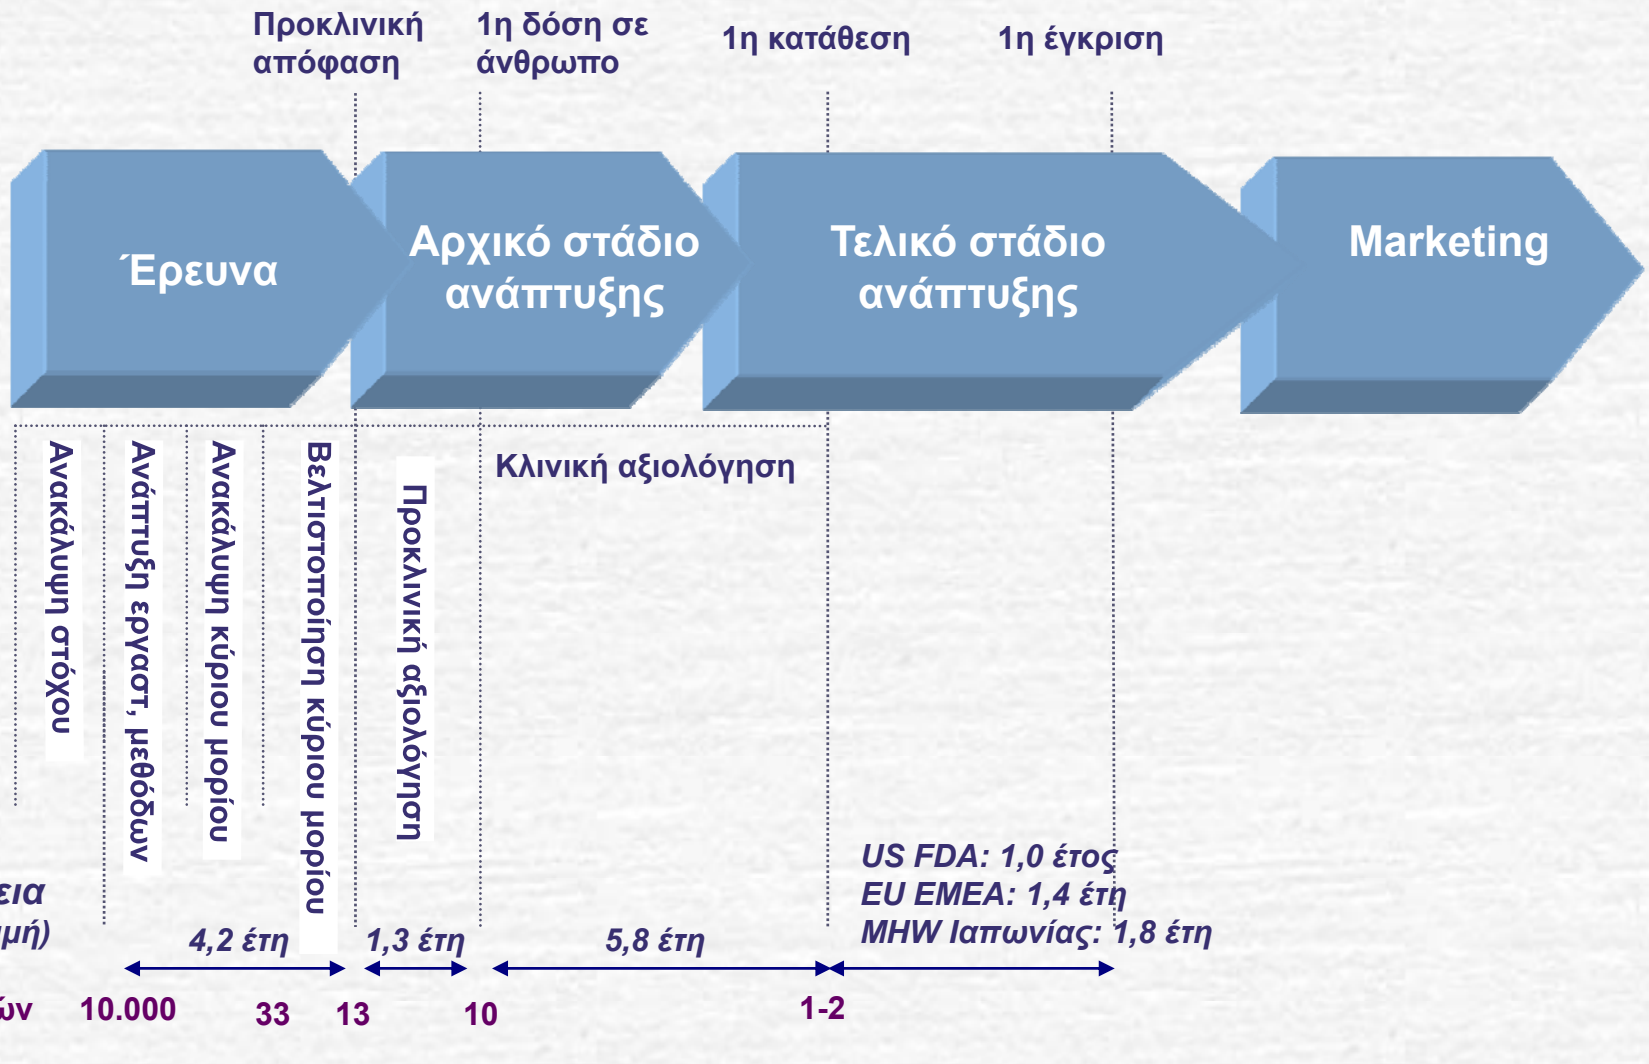 Προκλινική
απόφαση
1η δόση σε
άνθρωπο
1η κατάθεση
1η έγκριση
Έρευνα
Αρχικό στάδιο
ανάπτυξης
Τελικό στάδιο
ανάπτυξης
Marketing
Ανακάλυψη στόχου
Ανάπτυξη εργαστ, μεθόδων
Ανακάλυψη κύριου μορίου
Βελτιστοποίηση κύριου μορίου
Προκλινική αξιολόγηση
Κλινική αξιολόγηση
US FDA: 1,0 έτος
EU EMEA: 1,4 έτη
MHW Ιαπωνίας: 1,8 έτη
4,2 έτη 1,3 έτη 5,8 έτη
10.000 33 13 10 1-2